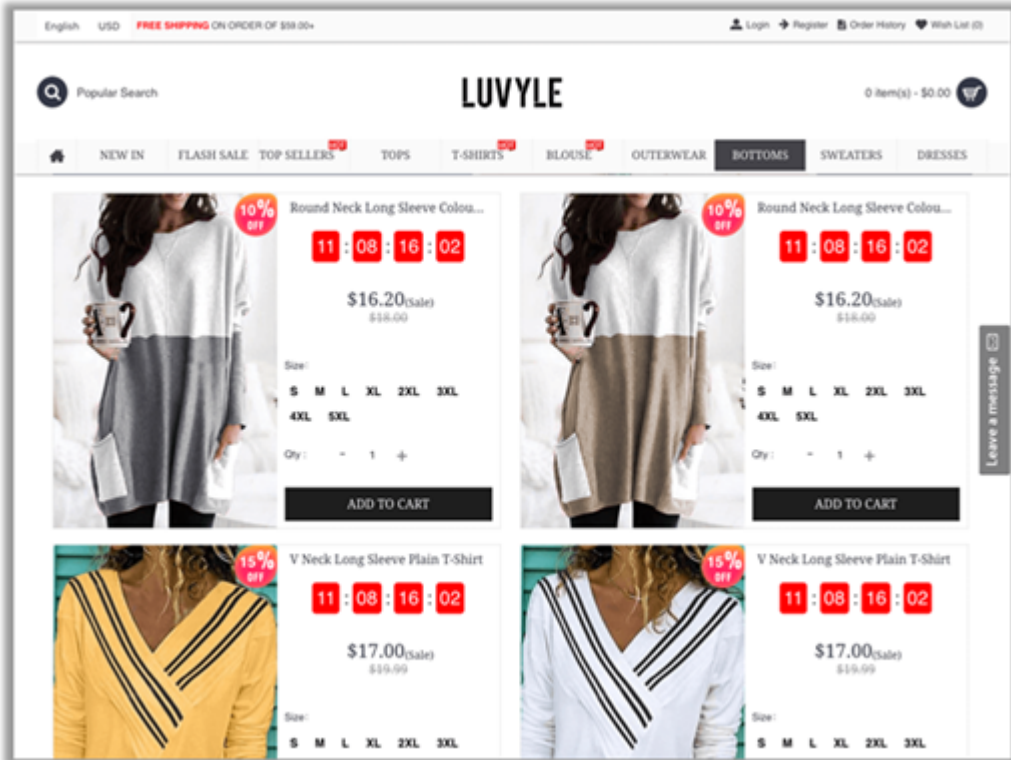 English USD FREE SHIPPING ON ORDER OF $59.00+ Login Register Order History Wish List (0)
Popular Search LUVYLE 0 item(s) - $0.00
NEW IN FLASH SALE TOP SELLERS HOT TOPS T-SHIRTS HOT BLOUSE HOT OUTERWEAR BOTTOMS SWEATERS DRESSES
10% OFF
Round Neck Long Sleeve Colou...
11 : 08 : 16 : 02
$16.20(Sale)
$18.00
Size:
S M L XL 2XL 3XL
4XL 5XL
Qty : - 1 +
ADD TO CART
10% OFF
Round Neck Long Sleeve Colou...
11 : 08 : 16 : 02
$16.20(Sale)
$18.00
Size:
S M L XL 2XL 3XL
4XL 5XL
Qty : - 1 +
ADD TO CART
Leave a message
15% OFF
V Neck Long Sleeve Plain T-Shirt
11 : 08 : 16 : 02
$17.00(Sale)
$19.99
Size:
S M L XL 2XL 3XL
15% OFF
V Neck Long Sleeve Plain T-Shirt
11 : 08 : 16 : 02
$17.00(Sale)
$19.99
Size:
S M L XL 2XL 3XL